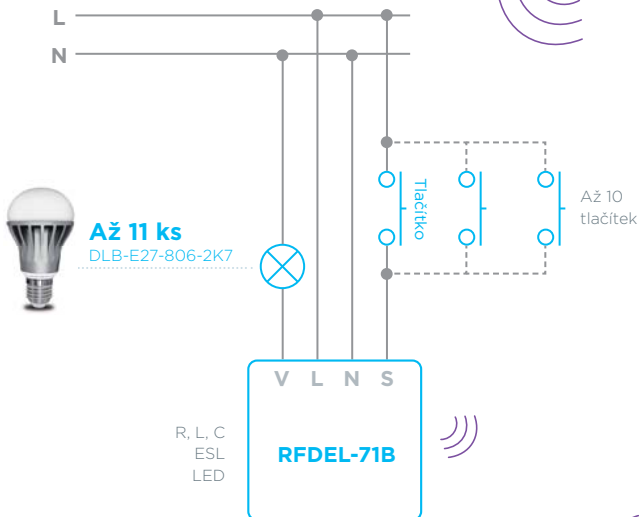 L
N
Tlačítko
Až 10
tlačítek
Až 11 ks
DLB-E27-806-2K7
V L N S
R, L, C
ESL
LED
RFDEL-71B